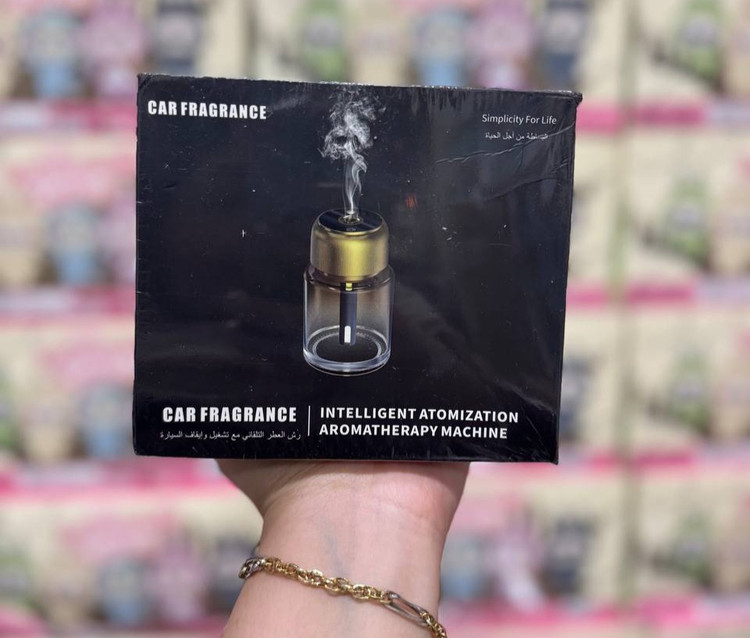 CAR FRAGRANCE
Simplicity For Life
البساطة من أجل الحياة
CAR FRAGRANCE
رش العطر التلقائي مع تشغيل وإيقاف السيارة
INTELLIGENT ATOMIZATION
AROMATHERAPY MACHINE